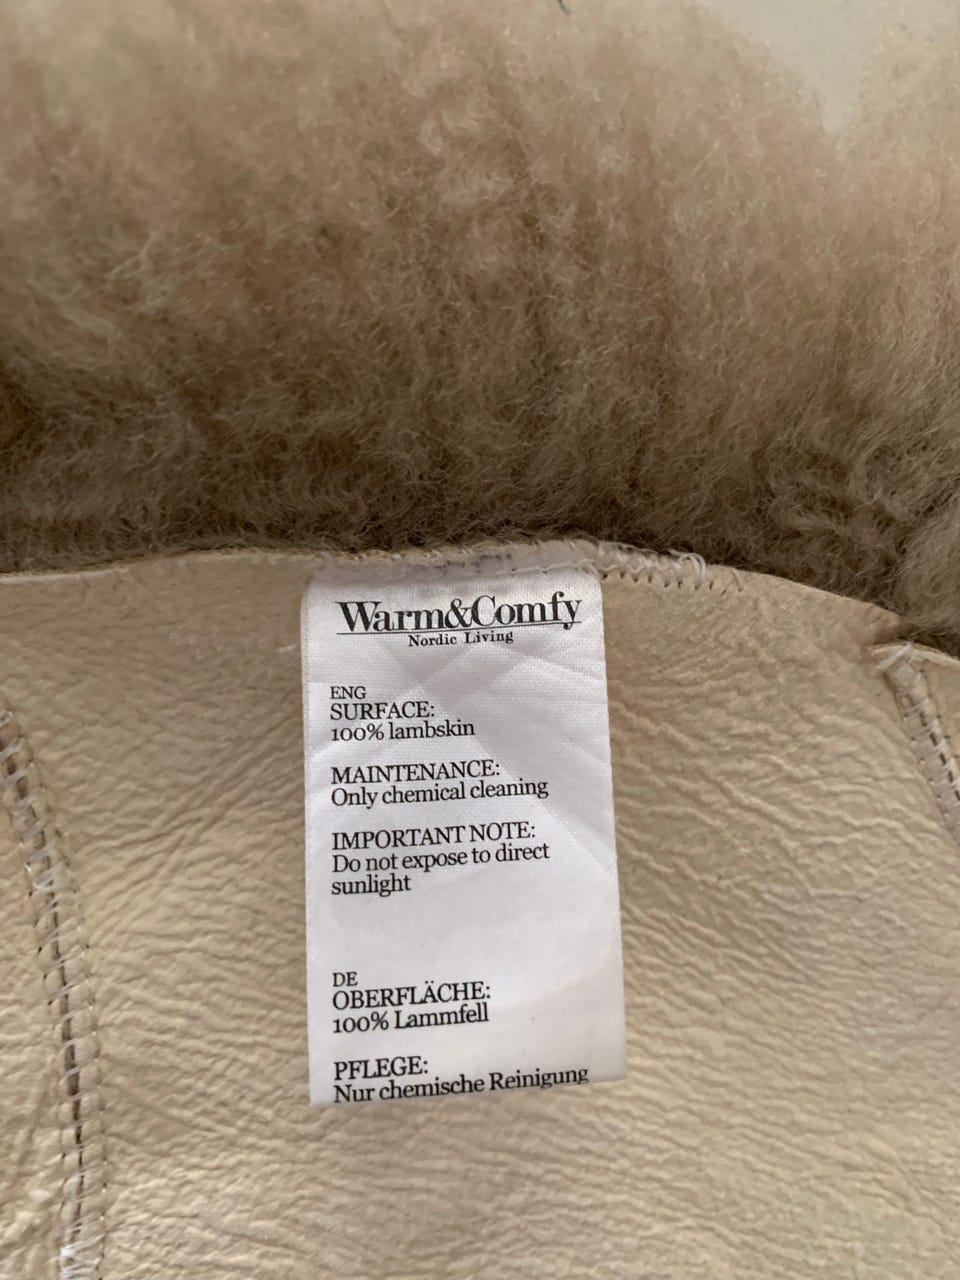 Warm&Comfy
Nordic Living
ENG
SURFACE:
100% lambskin
MAINTENANCE:
Only chemical cleaning
IMPORTANT NOTE:
Do not expose to direct
sunlight
DE
OBERFLÄCHE:
100% Lammfell
PFLEGE:
Nur chemische Reinigung